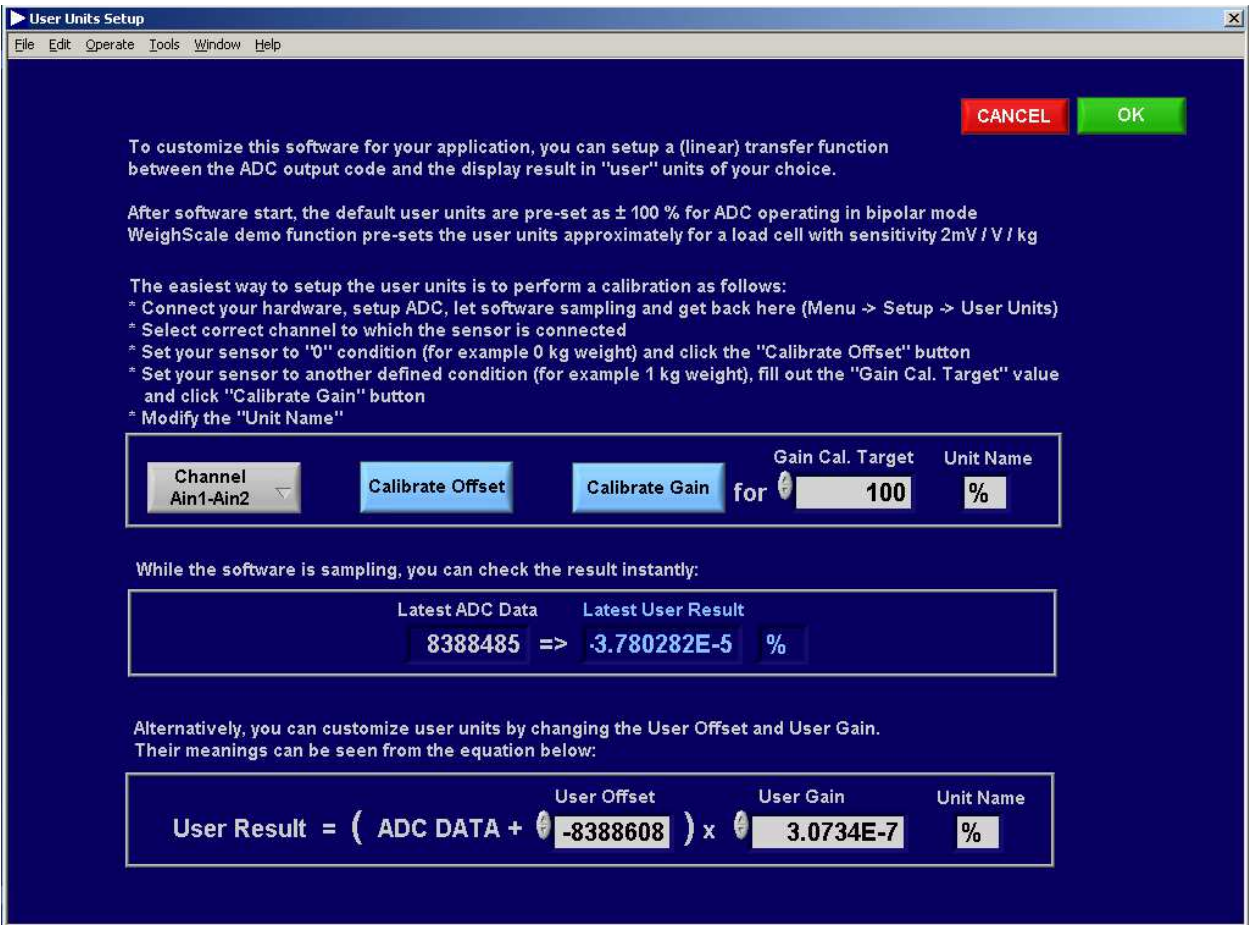 User Units Setup
File Edit Operate Tools Window Help
CANCEL OK
To customize this software for your application, you can setup a (linear) transfer function
between the ADC output code and the display result in "user" units of your choice.
After software start, the default user units are pre-set as ± 100 % for ADC operating in bipolar mode
WeighScale demo function pre-sets the user units approximately for a load cell with sensitivity 2mV / V / kg
The easiest way to setup the user units is to perform a calibration as follows:
* Connect your hardware, setup ADC, let software sampling and get back here (Menu -> Setup -> User Units)
* Select correct channel to which the sensor is connected
* Set your sensor to "0" condition (for example 0 kg weight) and click the "Calibrate Offset" button
* Set your sensor to another defined condition (for example 1 kg weight), fill out the "Gain Cal. Target" value
and click "Calibrate Gain" button
* Modify the "Unit Name"
Gain Cal. Target Unit Name
Channel
Ain1-Ain2
Calibrate Offset Calibrate Gain for 100 %
While the software is sampling, you can check the result instantly:
Latest ADC Data Latest User Result
8388485 => -3.780282E-5 %
Alternatively, you can customize user units by changing the User Offset and User Gain.
Their meanings can be seen from the equation below:
User Offset User Gain Unit Name
User Result = ( ADC DATA + -8388608 ) x 3.0734E-7 %